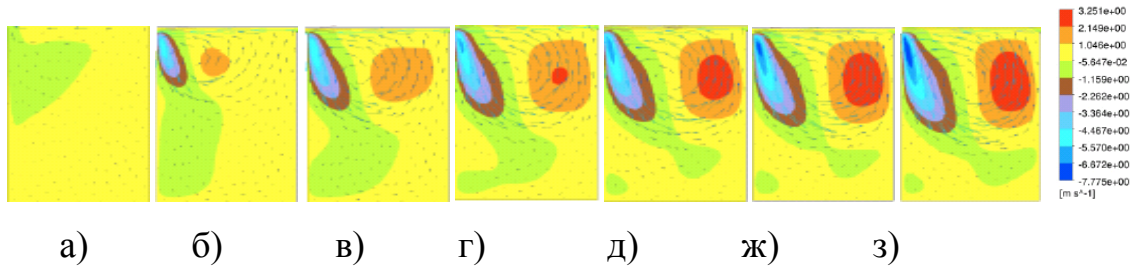 3.251e+00
2.149e+00
1.046e+00
-5.647e-02
-1.159e+00
-2.262e+00
-3.364e+00
-4.467e+00
-5.570e+00
-6.672e+00
-7.775e+00
[m s^-1]
а) б) в) г) д) ж) з)